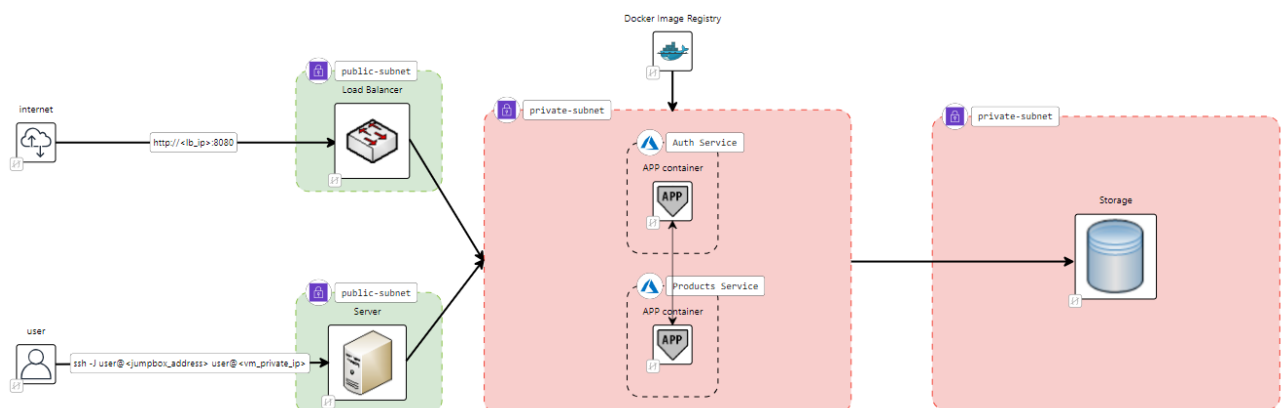 Docker Image Registry
public-subnet
Load Balancer
internet
http://<lb_ip>:8080
private-subnet
Auth Service
APP container
APP
private-subnet
Storage
public-subnet
Server
user
ssh -J user@<jumpbox_address> user@<vm_private_ip>
Products Service
APP container
APP